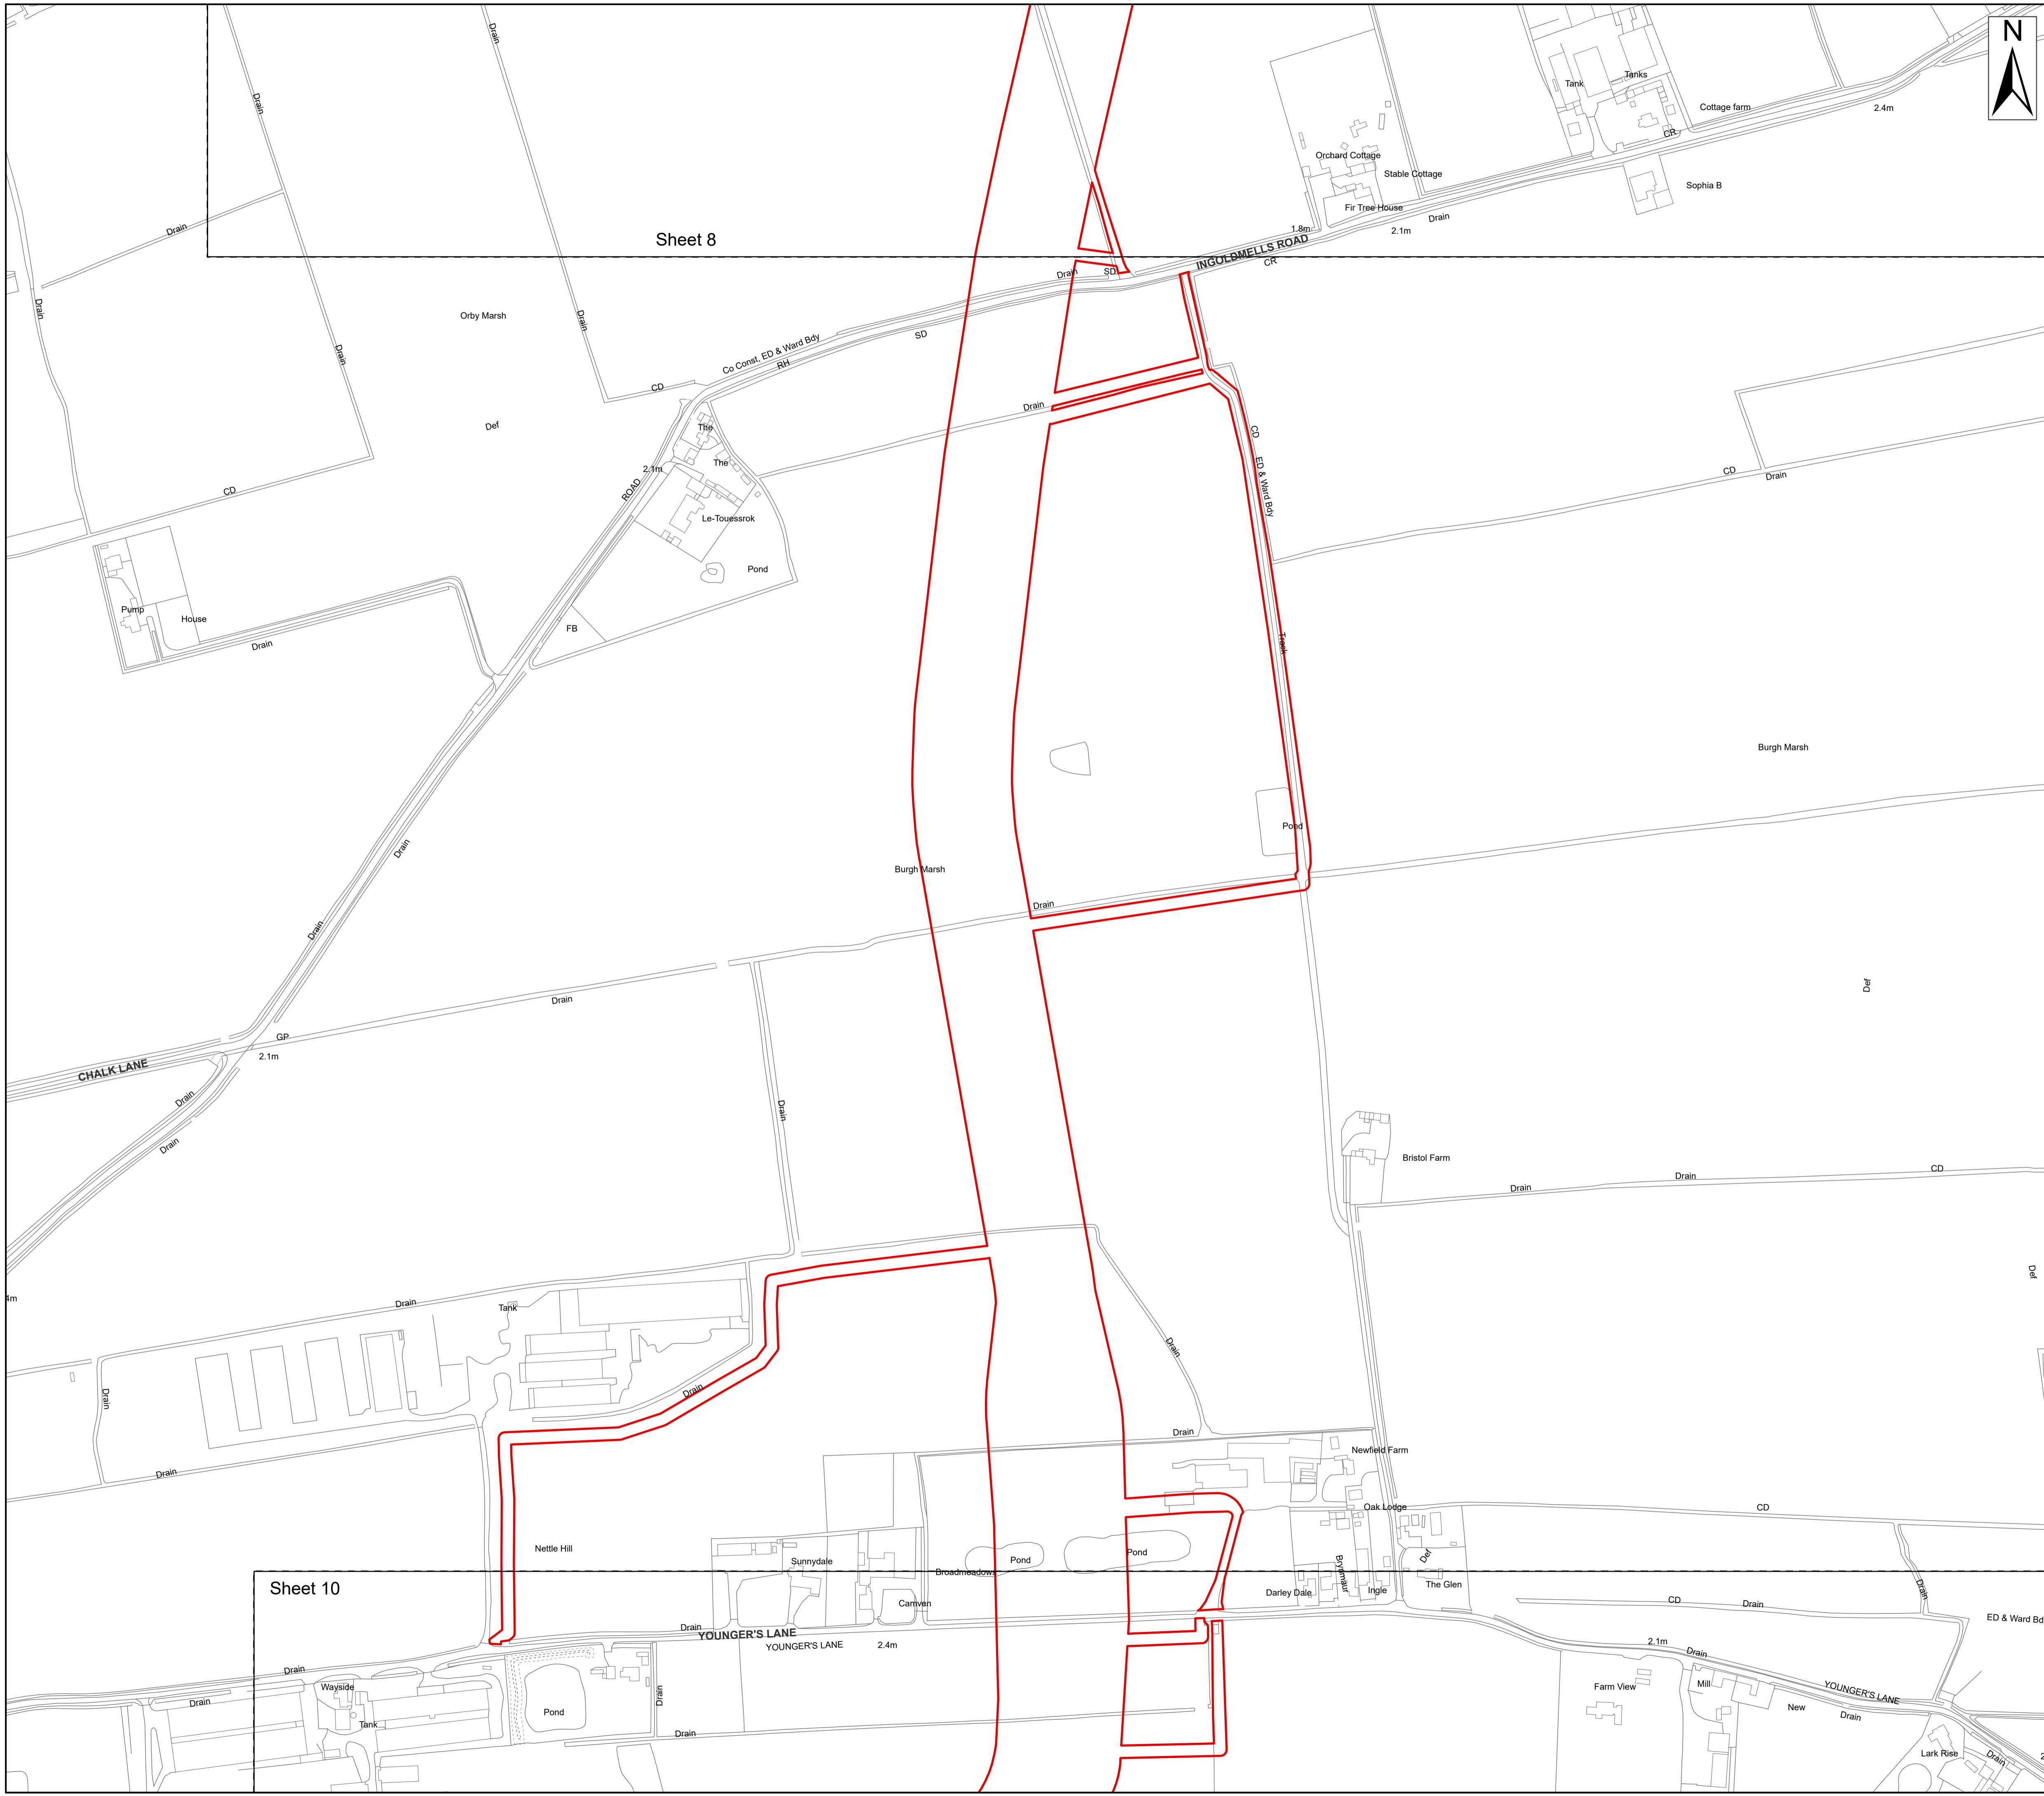 N
Drain
Drain
Tank
Tanks
Cottage farm
2.4m
CR
Orchard Cottage
Stable Cottage
Sophia B
Fir Tree House
Drain
1.8m
2.1m
Drain
Sheet 8
INGOLDMELLS ROAD
CR
Drain
SD
Drain
Orby Marsh
Drain
SD
Co Const, ED & Ward Bdy
RH
Drain
CD
Drain
Def
The
CD
The
2.1m
ROAD
ED & Ward Bdy
CD
Drain
CD
Le-Touessrok
Pond
Pump
House
FB
Drain
Track
Burgh Marsh
Pond
Drain
Burgh Marsh
Drain
Drain
Def
Drain
GP
2.1m
CHALK LANE
Drain
Drain
Drain
Bristol Farm
Drain
Drain
CD
Def
4m
Drain
Tank
Drain
Drain
Drain
Drain
Drain
Newfield Farm
Oak Lodge
CD
Nettle Hill
Pond
Pond
Sunnydale
Broadmeadows
Brynmaur
Def
Sheet 10
Darley Dale
Ingle
The Glen
Drain
Camven
CD
Drain
ED & Ward Bd
Drain
YOUNGER'S LANE
YOUNGER'S LANE
2.4m
2.1m
Drain
Drain
Wayside
Drain
Drain
Farm View
Mill
YOUNGER'S LANE
New
Drain
Pond
Tank
Drain
Lark Rise
Drain
2